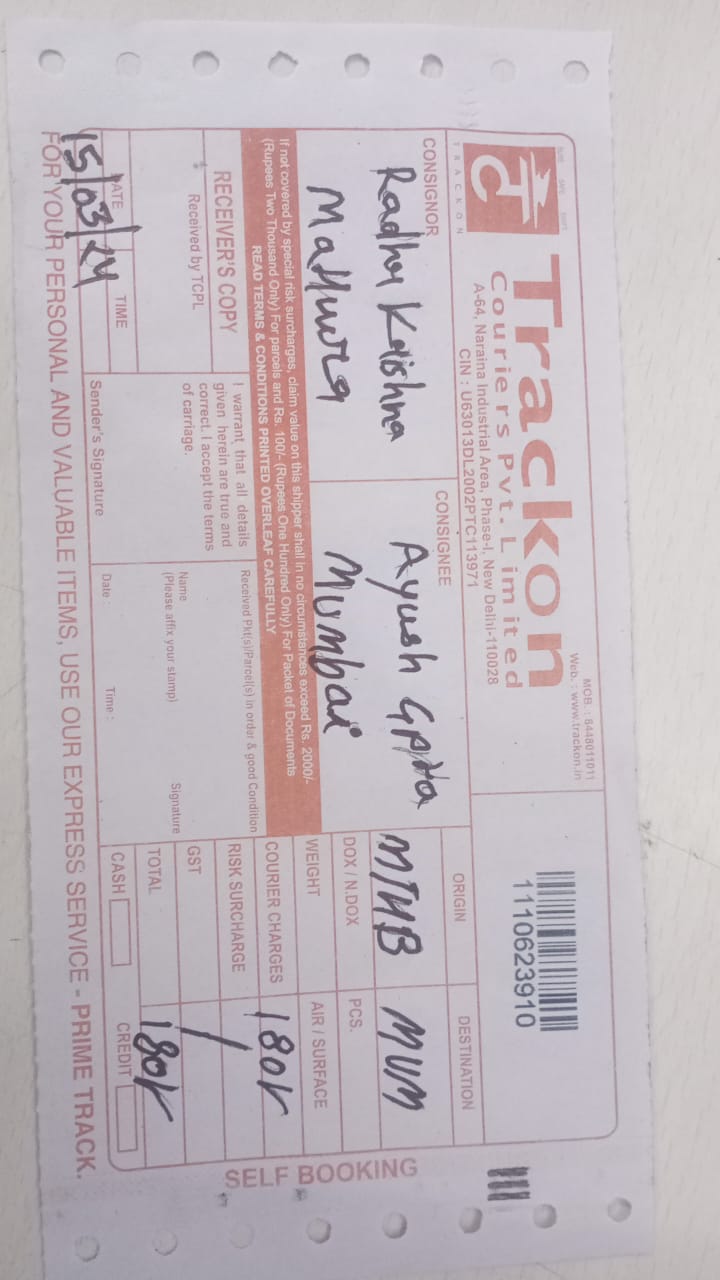 TRACKON
Trackon
Couriers Pvt. Limited
A-64, Naraina Industrial Area, Phase-I, New Delhi-110028
CIN : U63013DL2002PTC113971
MOB. : 8448011011
Web. : www.trackon.in
1110623910
CONSIGNOR
Radhy Krishna
Mathura
CONSIGNEE
Ayush Gpta
Mumbai
ORIGIN
MTHB
DESTINATION
MUM
DOX / N.DOX
PCS.
WEIGHT
AIR / SURFACE
COURIER CHARGES
180
RISK SURCHARGE
GST
TOTAL
180
CASH
CREDIT
If not covered by special risk surcharges, claim value on this shipper shall in no circumstances exceed Rs. 2000/-
(Rupees Two Thousand Only) For parcels and Rs. 100/- (Rupees One Hundred Only) For Packet of Documents
READ TERMS & CONDITIONS PRINTED OVERLEAF CAREFULLY
RECEIVER'S COPY
Received by TCPL
DATE
TIME
15/03/24
I warrant that all details
given herein are true and
correct. I accept the terms
of carriage.
Sender's Signature
Received Pkt(s)/Parcel(s) in order & good Condition
Name
(Please affix your stamp)
Signature
Date :
Time :
SELF BOOKING
FOR YOUR PERSONAL AND VALUABLE ITEMS, USE OUR EXPRESS SERVICE - PRIME TRACK.